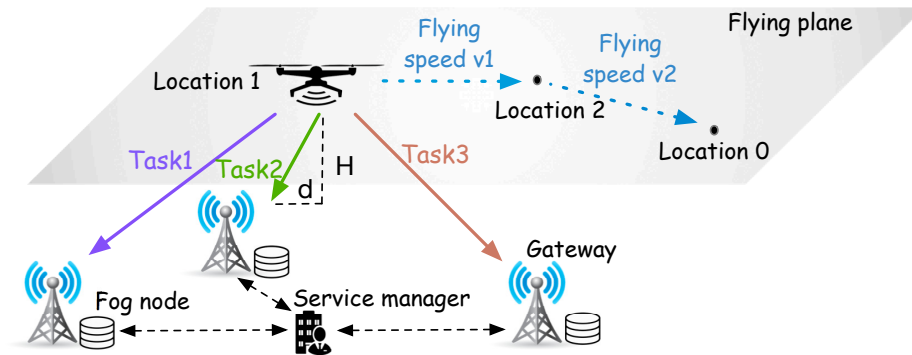 Flying plane
Flying
speed v1
Flying
speed v2
Location 1
Location 2
Location 0
Task1
Task2
Task3
H
d
Gateway
Fog node
Service manager